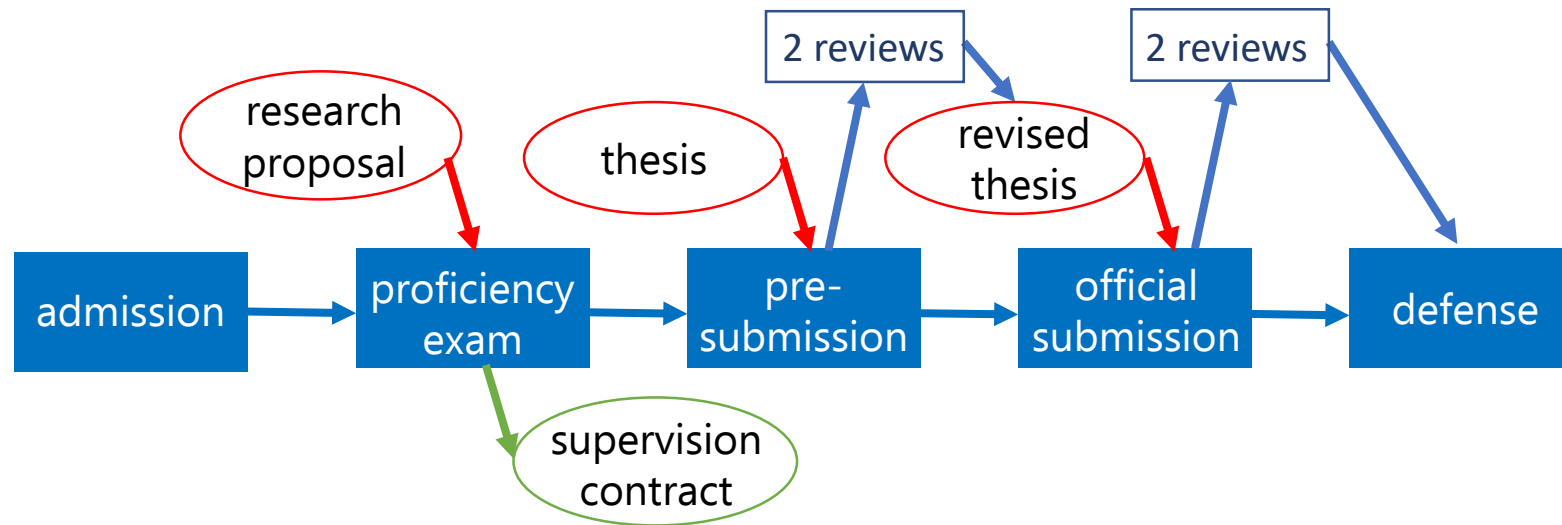 2 reviews
2 reviews
research
proposal
thesis
revised
thesis
admission
proficiency
exam
pre-
submission
official
submission
defense
supervision
contract